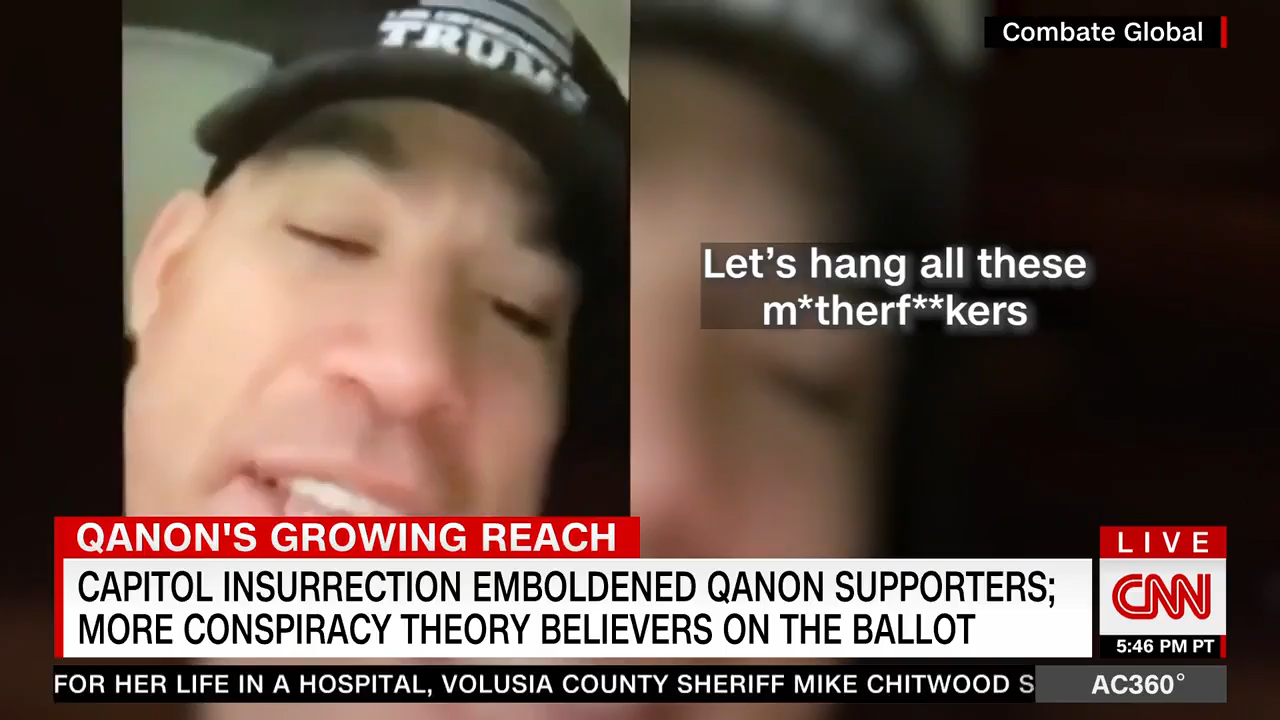 TRUMP'S
Combate Global
Let's hang all these
m*therf**kers
QANON'S GROWING REACH
CAPITOL INSURRECTION EMBOLDENED QANON SUPPORTERS;
MORE CONSPIRACY THEORY BELIEVERS ON THE BALLOT
LIVE
CNN
5:46 PM PT
FOR HER LIFE IN A HOSPITAL, VOLUSIA COUNTY SHERIFF MIKE CHITWOOD S
AC360°